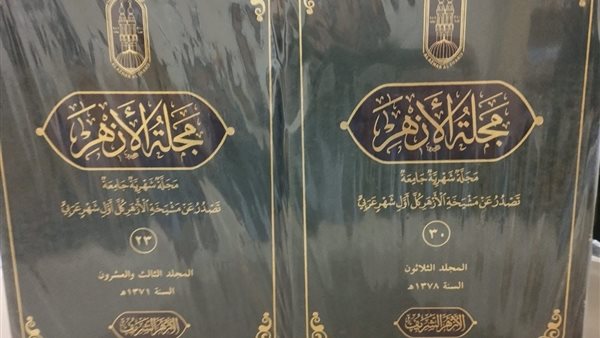 مجلة الأزهر
مجلة شهرية جامعة
تصدر عن مشيخة الأزهر كل أول شهر عربي
٢٣
المجلد الثالث والعشرون
السنة ١٣٧١هـ
الأزهر الشريف
مجلة الأزهر
مجلة شهرية جامعة
تصدر عن مشيخة الأزهر كل أول شهر عربي
٣٠
المجلد الثلاثون
السنة ١٣٧٨هـ
الأزهر الشريف